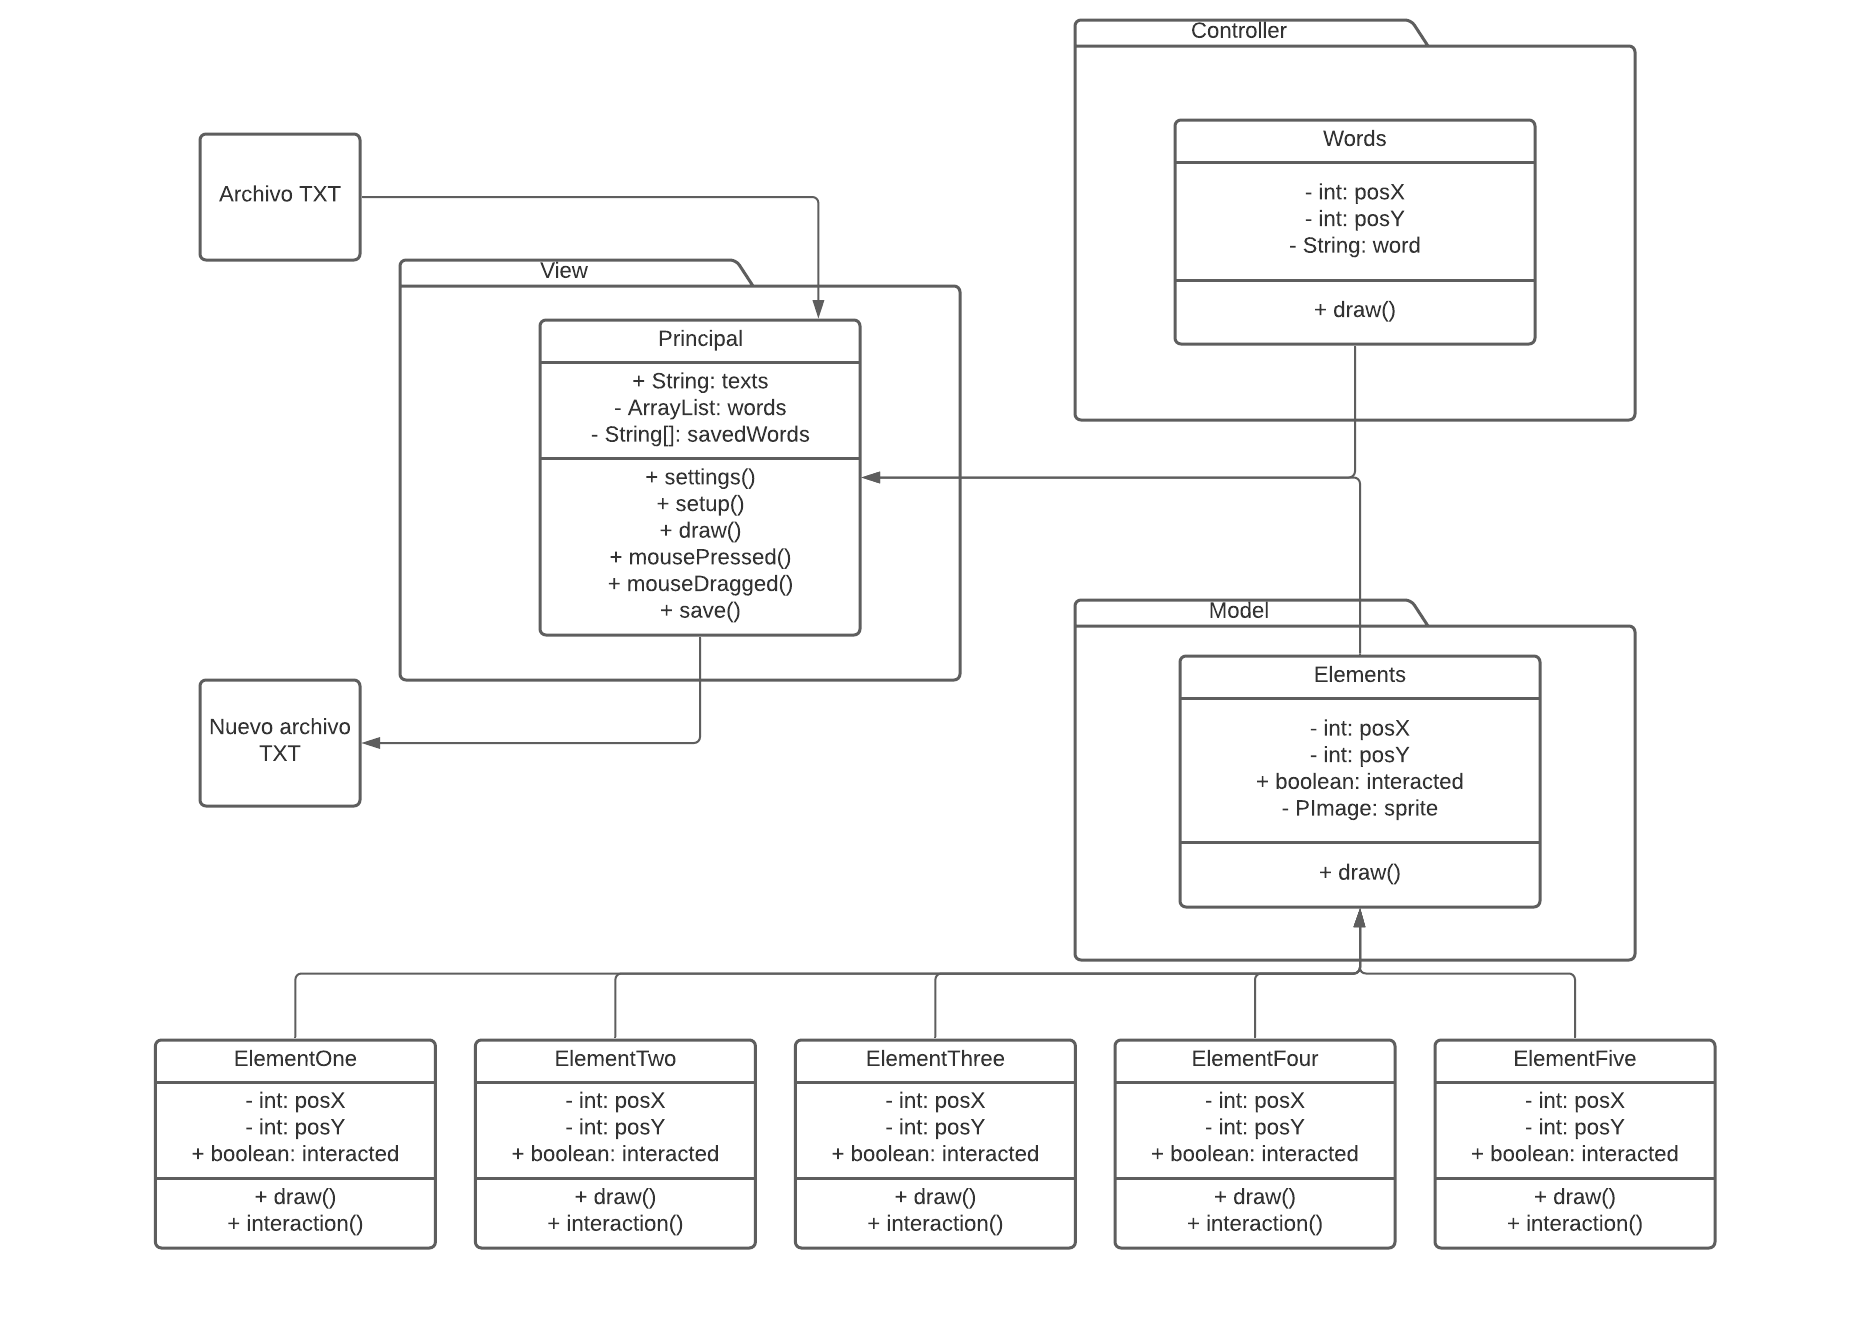 Controller
Words
- int: posX
- int: posY
- String: word
+ draw()
Archivo TXT
View
Principal
+ String: texts
- ArrayList: words
- String[]: savedWords
+ settings()
+ setup()
+ draw()
+ mousePressed()
+ mouseDragged()
+ save()
Nuevo archivo
TXT
Model
Elements
- int: posX
- int: posY
+ boolean: interacted
- PImage: sprite
+ draw()
ElementOne
- int: posX
- int: posY
+ boolean: interacted
+ draw()
+ interaction()
ElementTwo
- int: posX
- int: posY
+ boolean: interacted
+ draw()
+ interaction()
ElementThree
- int: posX
- int: posY
+ boolean: interacted
+ draw()
+ interaction()
ElementFour
- int: posX
- int: posY
+ boolean: interacted
+ draw()
+ interaction()
ElementFive
- int: posX
- int: posY
+ boolean: interacted
+ draw()
+ interaction()